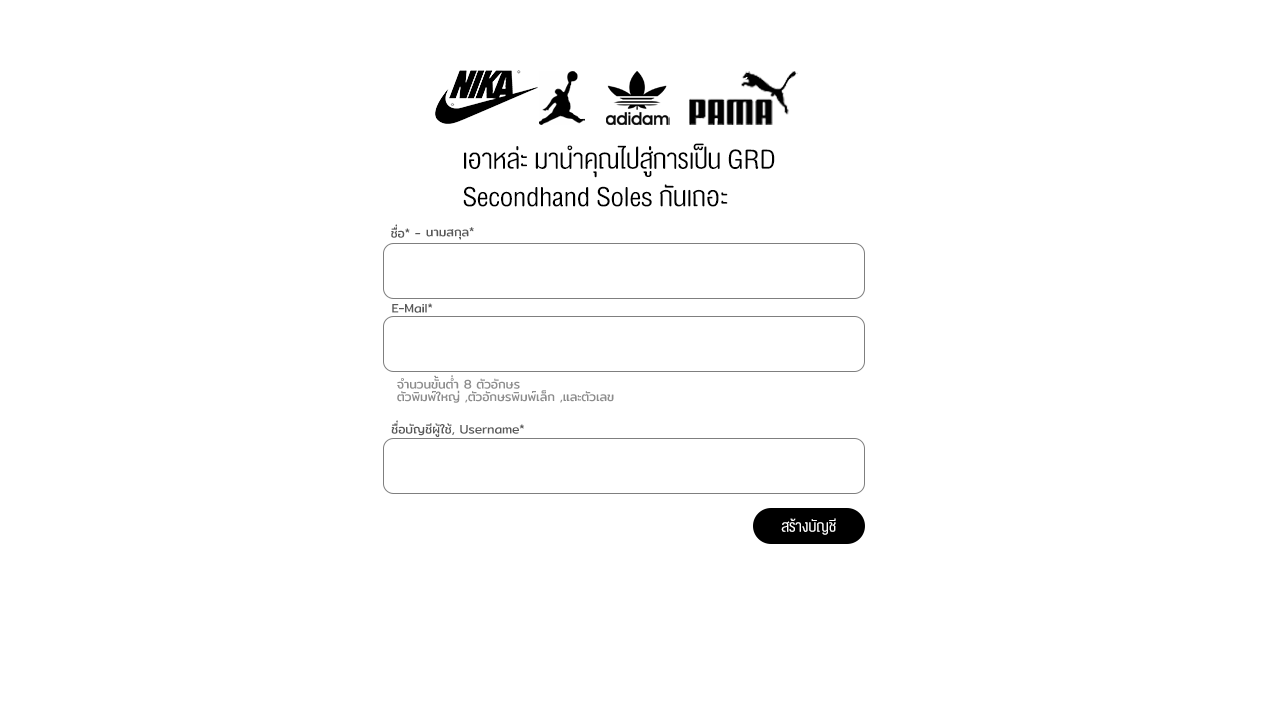 NIKA
adidam
PAMA
เอาหล่ะ มานำคุณไปสู่การเป็น GRD
Secondhand Soles กันเถอะ
ชื่อ* - นามสกุล*
E-Mail*
จำนวนขั้นต่ำ 8 ตัวอักษร
ตัวพิมพ์ใหญ่ ,ตัวอักษรพิมพ์เล็ก ,และตัวเลข
ชื่อบัญชีผู้ใช้, Username*
สร้างบัญชี